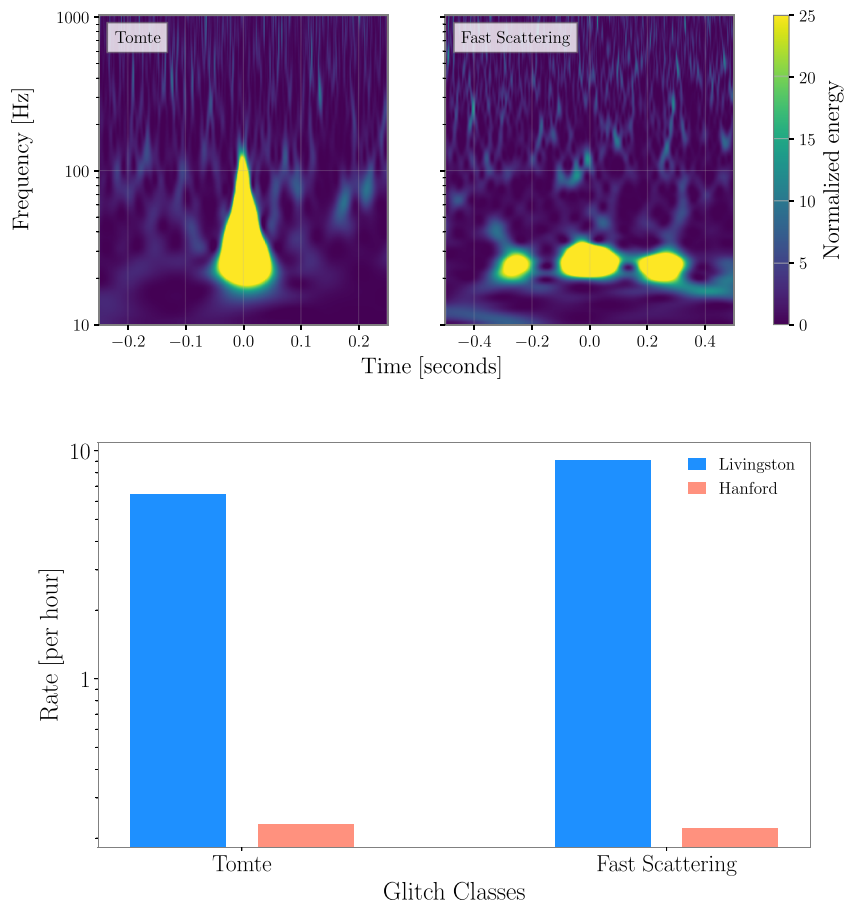 Tomte
Fast Scattering
1000
100
10
Frequency [Hz]
−0.2 −0.1 0.0 0.1 0.2
−0.4 −0.2 0.0 0.2 0.4
Time [seconds]
25
20
15
10
5
0
Normalized energy
10
1
Rate [per hour]
Livingston
Hanford
Tomte
Fast Scattering
Glitch Classes